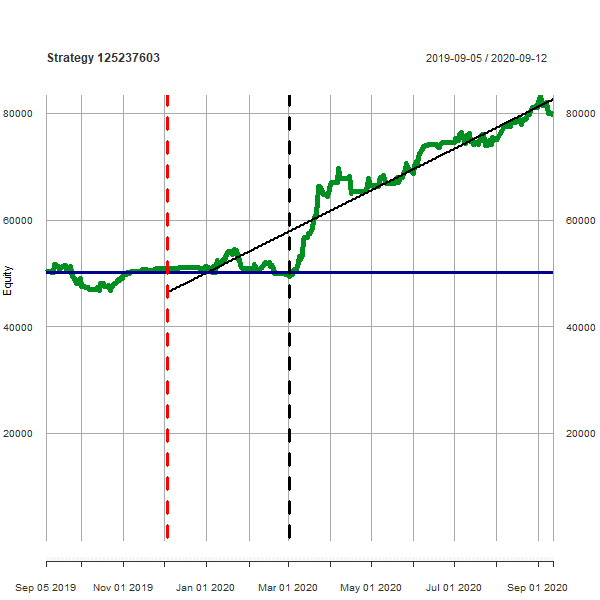 Strategy 125237603
2019-09-05 / 2020-09-12
80000
80000
60000
60000
Equity
40000
40000
20000
20000
Sep 05 2019
Nov 01 2019
Jan 01 2020
Mar 01 2020
May 01 2020
Jul 01 2020
Sep 01 2020